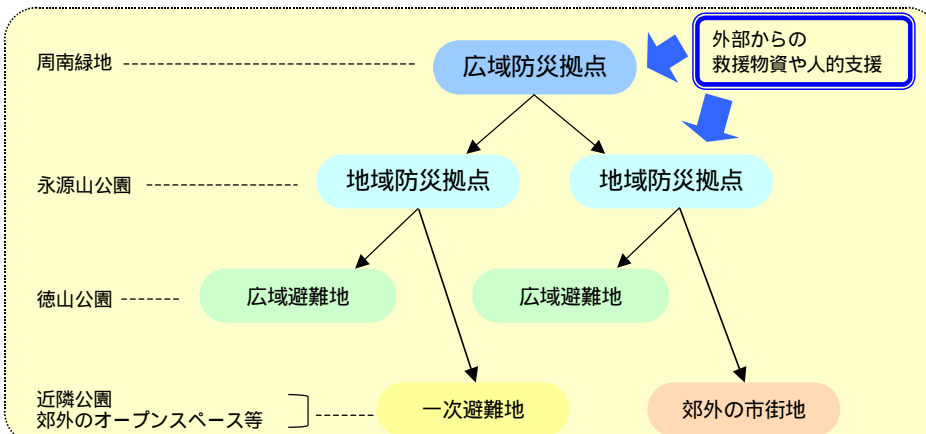 周南緑地
広域防災拠点
外部からの
救援物資や人的支援
永源山公園
地域防災拠点
地域防災拠点
徳山公園
広域避難地
広域避難地
近隣公園
郊外のオープンスペース等
一次避難地
郊外の市街地